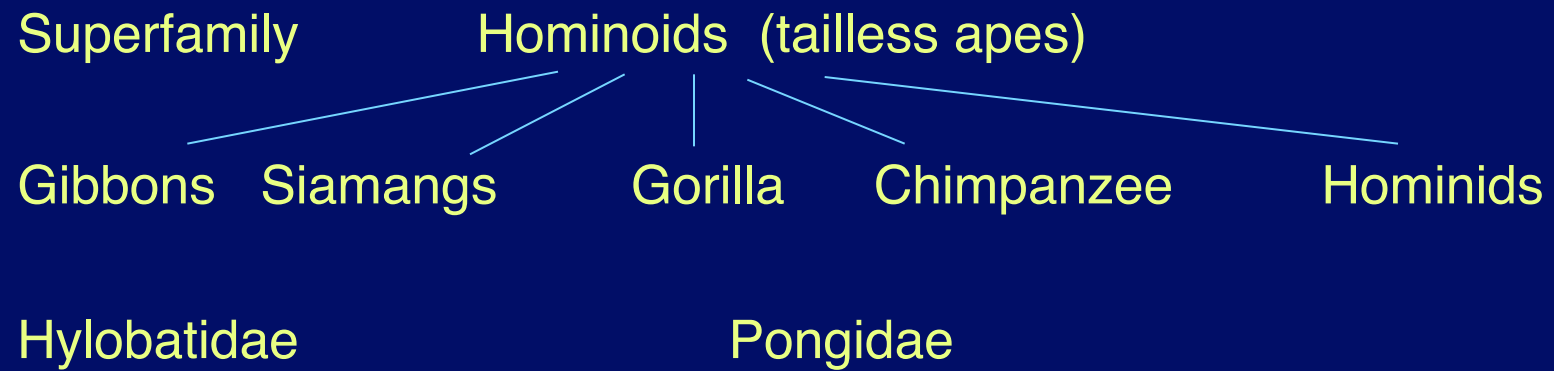 Superfamily Hominoids (tailless apes)
Gibbons Siamangs Gorilla Chimpanzee Hominids
Hylobatidae Pongidae